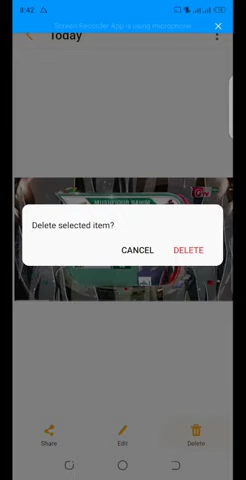 8:42
Screen Recorder App is using microphone
Today
Delete selected item?
CANCEL
DELETE
Share
Edit
Delete